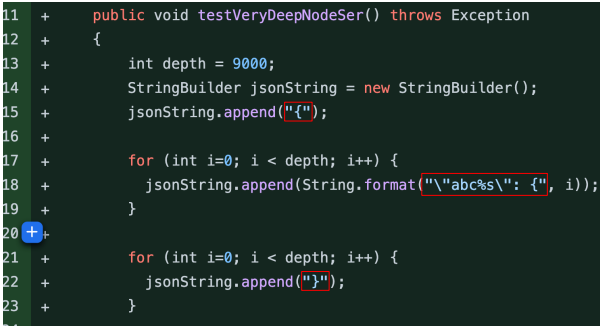 11 + public void testVeryDeepNodeSer() throws Exception
12 + {
13 + int depth = 9000;
14 + StringBuilder jsonString = new StringBuilder();
15 + jsonString.append("{");
16 +
17 + for (int i=0; i < depth; i++) {
18 + jsonString.append(String.format("\"abc%s\": {", i));
19 + }
20 + +
21 + for (int i=0; i < depth; i++) {
22 + jsonString.append("}");
23 + }